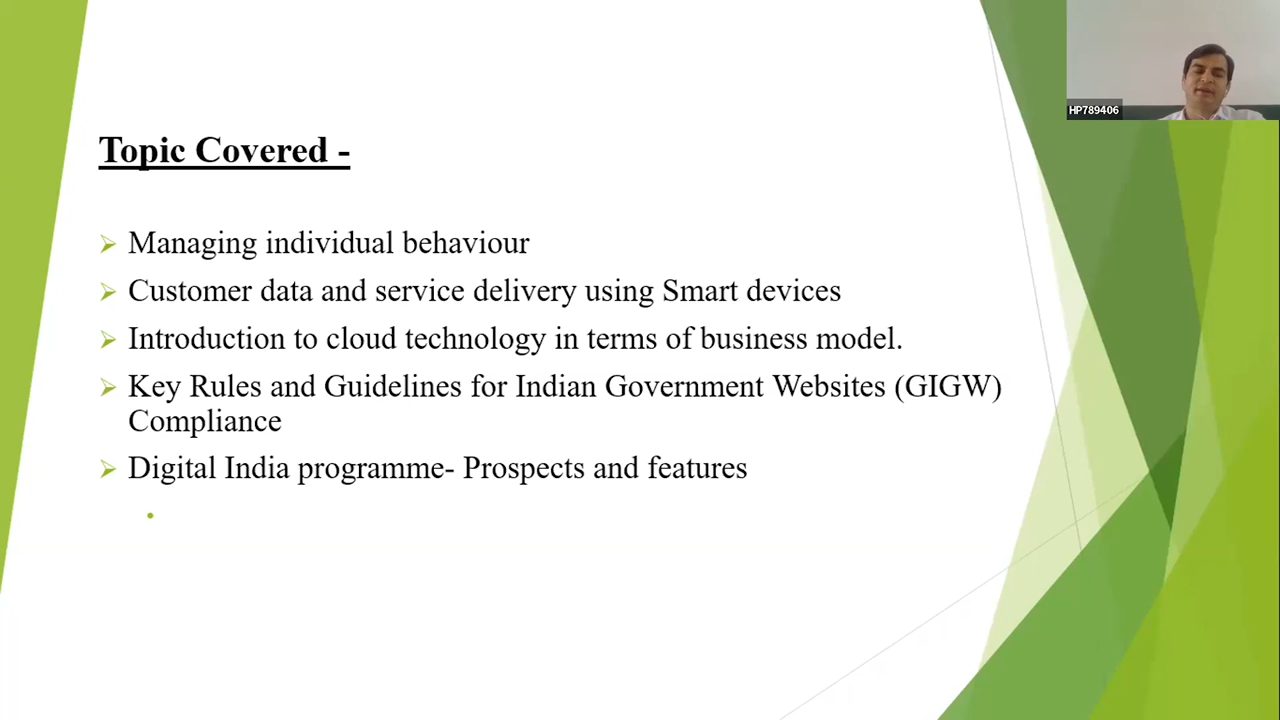 HP789406
Topic Covered -
Managing individual behaviour
Customer data and service delivery using Smart devices
Introduction to cloud technology in terms of business model.
Key Rules and Guidelines for Indian Government Websites (GIGW)
Compliance
Digital India programme- Prospects and features